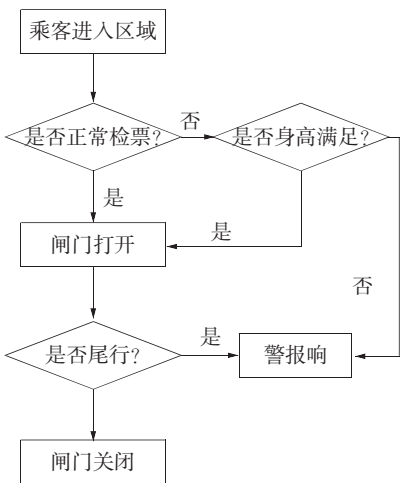 乘客进入区域
否
是否正常检票?
是否身高满足?
是
是
闸门打开
否
是
是否尾行?
警报响
闸门关闭